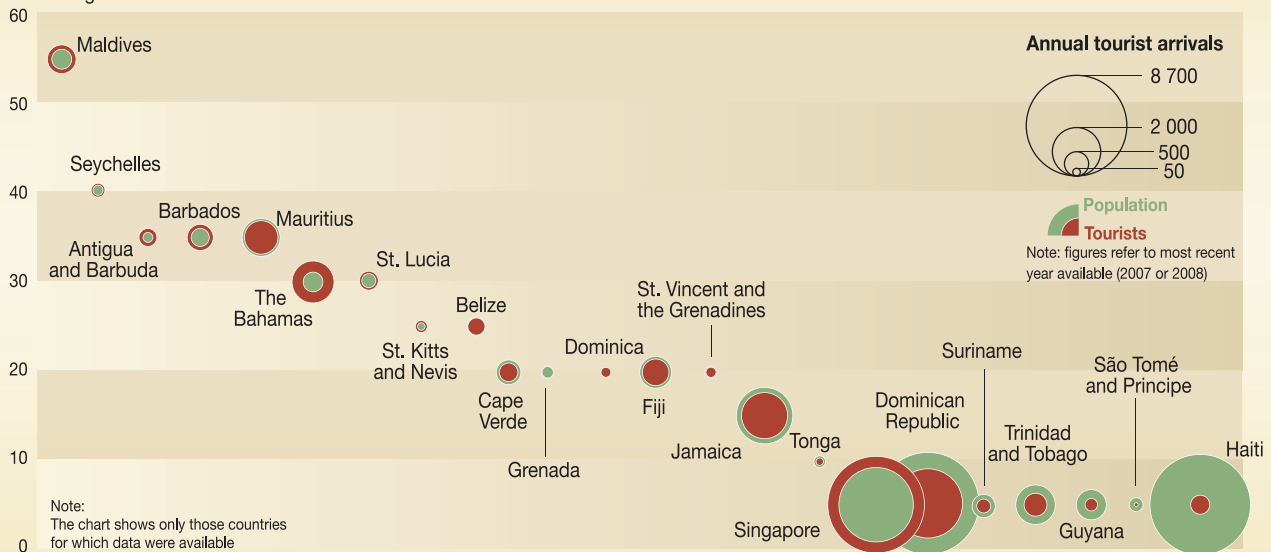 60
50
40
30
20
10
0
Maldives
Seychelles
Antigua
and Barbuda
Barbados
Mauritius
The
Bahamas
St. Lucia
St. Kitts
and Nevis
Belize
Cape
Verde
Grenada
Dominica
Fiji
St. Vincent and
the Grenadines
Jamaica
Tonga
Singapore
Dominican
Republic
Suriname
Trinidad
and Tobago
Guyana
São Tomé
and Principe
Haiti
Annual tourist arrivals
8 700
2 000
500
50
Population
Tourists
Note: figures refer to most recent
year available (2007 or 2008)
Note:
The chart shows only those countries
for which data were available